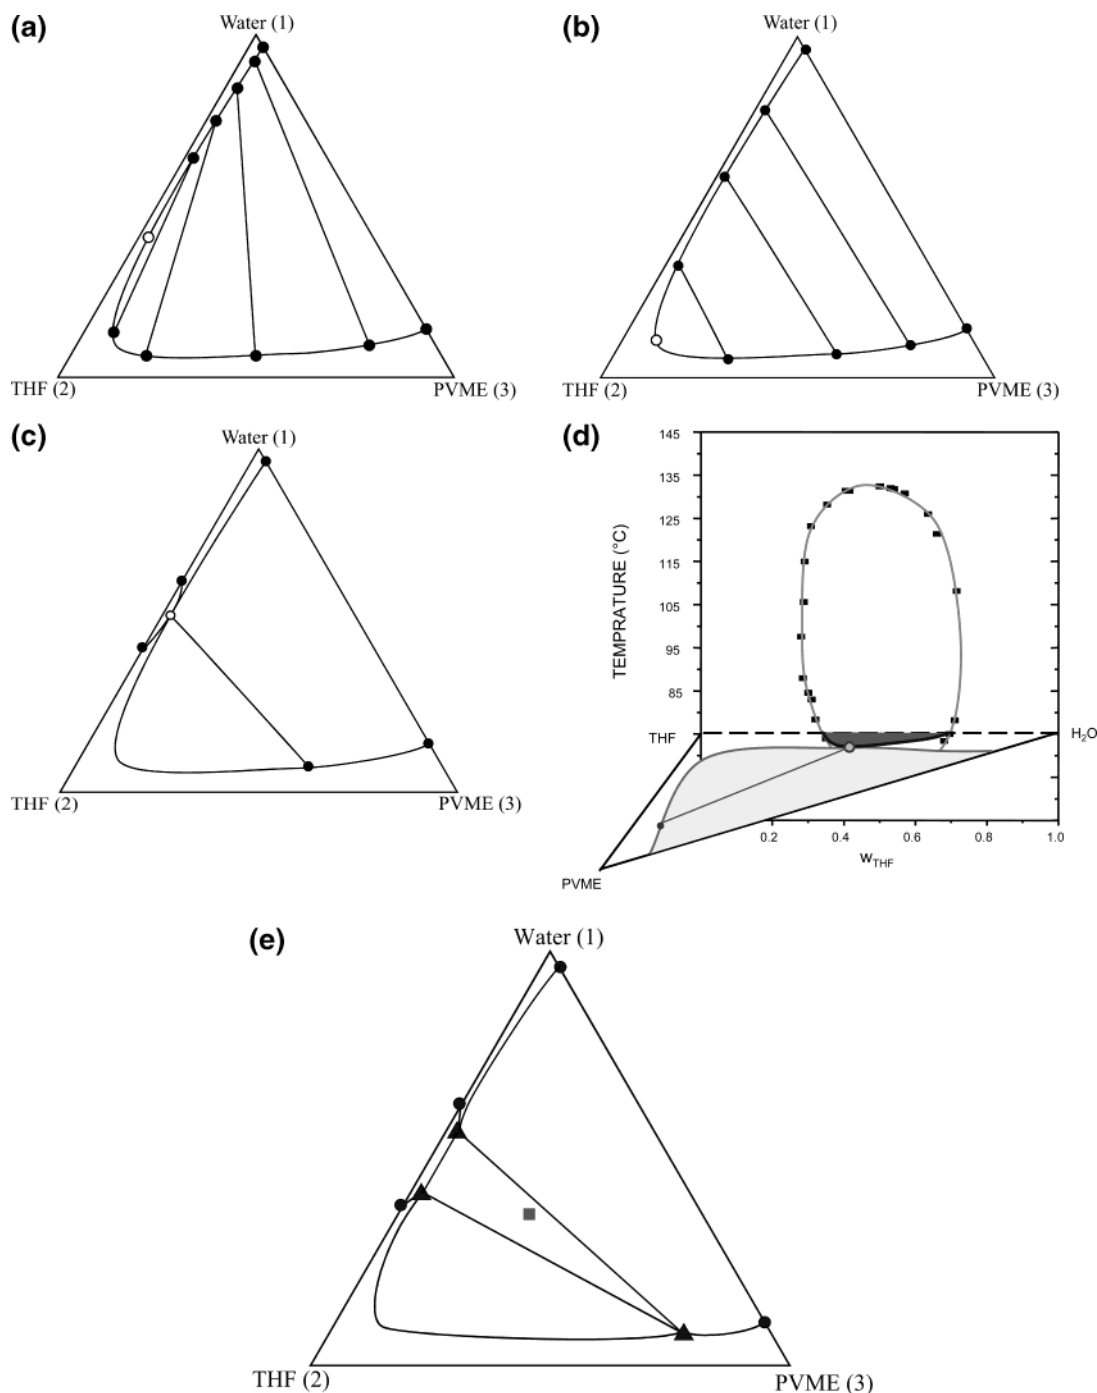 (a)
Water (1)
THF (2)
PVME (3)
(b)
Water (1)
THF (2)
PVME (3)
(c)
Water (1)
THF (2)
PVME (3)
(d)
TEMPRATURE (°C)
145
135
125
115
105
95
85
THF
H₂O
PVME
0.2 0.4 0.6 0.8 1.0
wTHF
(e)
Water (1)
THF (2)
PVME (3)